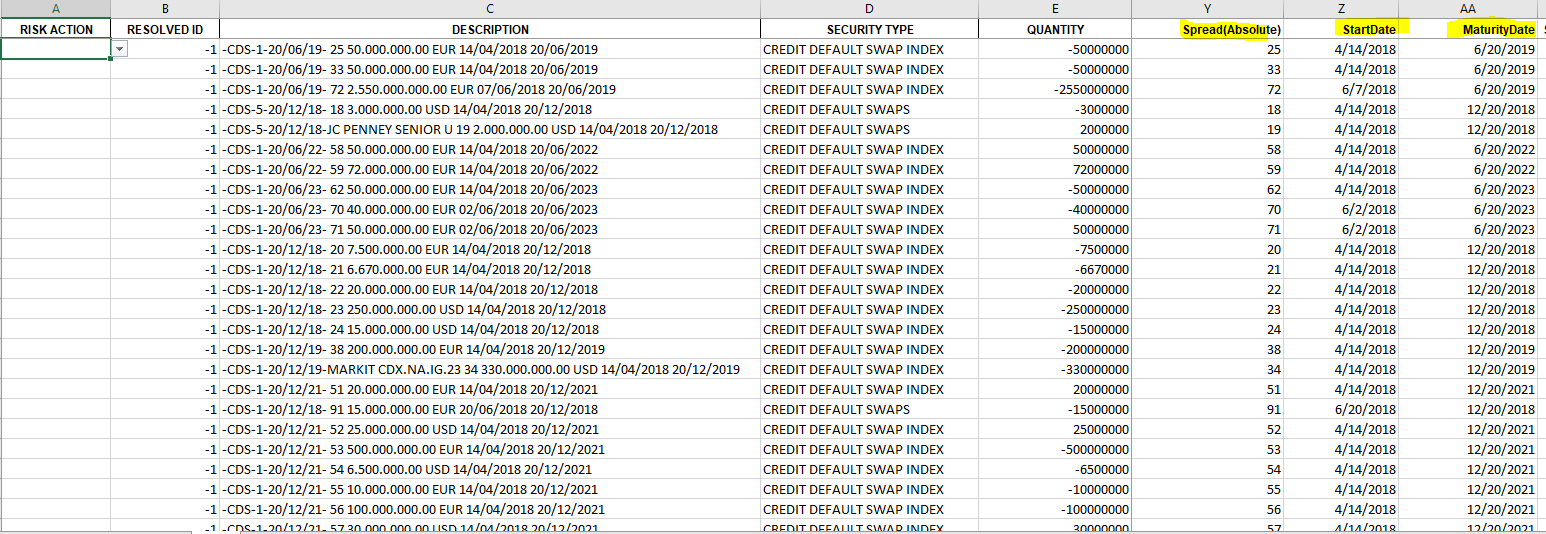 A B C D E Y Z AA
RISK ACTION RESOLVED ID DESCRIPTION SECURITY TYPE QUANTITY Spread(Absolute) StartDate MaturityDate
-1 -CDS-1-20/06/19- 25 50.000.000.00 EUR 14/04/2018 20/06/2019 CREDIT DEFAULT SWAP INDEX -50000000 25 4/14/2018 6/20/2019
-1 -CDS-1-20/06/19- 33 50.000.000.00 EUR 14/04/2018 20/06/2019 CREDIT DEFAULT SWAP INDEX -50000000 33 4/14/2018 6/20/2019
-1 -CDS-1-20/06/19- 72 2.550.000.000.00 EUR 07/06/2018 20/06/2019 CREDIT DEFAULT SWAP INDEX -2550000000 72 6/7/2018 6/20/2019
-1 -CDS-5-20/12/18- 18 3.000.000.00 USD 14/04/2018 20/12/2018 CREDIT DEFAULT SWAPS -3000000 18 4/14/2018 12/20/2018
-1 -CDS-5-20/12/18-JC PENNEY SENIOR U 19 2.000.000.00 USD 14/04/2018 20/12/2018 CREDIT DEFAULT SWAPS 2000000 19 4/14/2018 12/20/2018
-1 -CDS-1-20/06/22- 58 50.000.000.00 EUR 14/04/2018 20/06/2022 CREDIT DEFAULT SWAP INDEX 50000000 58 4/14/2018 6/20/2022
-1 -CDS-1-20/06/22- 59 72.000.000.00 EUR 14/04/2018 20/06/2022 CREDIT DEFAULT SWAP INDEX 72000000 59 4/14/2018 6/20/2022
-1 -CDS-1-20/06/23- 62 50.000.000.00 EUR 14/04/2018 20/06/2023 CREDIT DEFAULT SWAP INDEX -50000000 62 4/14/2018 6/20/2023
-1 -CDS-1-20/06/23- 70 40.000.000.00 EUR 02/06/2018 20/06/2023 CREDIT DEFAULT SWAP INDEX -40000000 70 6/2/2018 6/20/2023
-1 -CDS-1-20/06/23- 71 50.000.000.00 EUR 02/06/2018 20/06/2023 CREDIT DEFAULT SWAP INDEX 50000000 71 6/2/2018 6/20/2023
-1 -CDS-1-20/12/18- 20 7.500.000.00 EUR 14/04/2018 20/12/2018 CREDIT DEFAULT SWAP INDEX -7500000 20 4/14/2018 12/20/2018
-1 -CDS-1-20/12/18- 21 6.670.000.00 EUR 14/04/2018 20/12/2018 CREDIT DEFAULT SWAP INDEX -6670000 21 4/14/2018 12/20/2018
-1 -CDS-1-20/12/18- 22 20.000.000.00 EUR 14/04/2018 20/12/2018 CREDIT DEFAULT SWAP INDEX -20000000 22 4/14/2018 12/20/2018
-1 -CDS-1-20/12/18- 23 250.000.000.00 USD 14/04/2018 20/12/2018 CREDIT DEFAULT SWAP INDEX -250000000 23 4/14/2018 12/20/2018
-1 -CDS-1-20/12/18- 24 15.000.000.00 USD 14/04/2018 20/12/2018 CREDIT DEFAULT SWAP INDEX -15000000 24 4/14/2018 12/20/2018
-1 -CDS-1-20/12/19- 38 200.000.000.00 EUR 14/04/2018 20/12/2019 CREDIT DEFAULT SWAP INDEX -200000000 38 4/14/2018 12/20/2019
-1 -CDS-1-20/12/19-MARKIT CDX.NA.IG.23 34 330.000.000.00 USD 14/04/2018 20/12/2019 CREDIT DEFAULT SWAP INDEX -330000000 34 4/14/2018 12/20/2019
-1 -CDS-1-20/12/21- 51 20.000.000.00 EUR 14/04/2018 20/12/2021 CREDIT DEFAULT SWAP INDEX 20000000 51 4/14/2018 12/20/2021
-1 -CDS-1-20/12/18- 91 15.000.000.00 EUR 20/06/2018 20/12/2018 CREDIT DEFAULT SWAPS -15000000 91 6/20/2018 12/20/2018
-1 -CDS-1-20/12/21- 52 25.000.000.00 USD 14/04/2018 20/12/2021 CREDIT DEFAULT SWAP INDEX 25000000 52 4/14/2018 12/20/2021
-1 -CDS-1-20/12/21- 53 500.000.000.00 EUR 14/04/2018 20/12/2021 CREDIT DEFAULT SWAP INDEX -500000000 53 4/14/2018 12/20/2021
-1 -CDS-1-20/12/21- 54 6.500.000.00 USD 14/04/2018 20/12/2021 CREDIT DEFAULT SWAP INDEX -6500000 54 4/14/2018 12/20/2021
-1 -CDS-1-20/12/21- 55 10.000.000.00 EUR 14/04/2018 20/12/2021 CREDIT DEFAULT SWAP INDEX -10000000 55 4/14/2018 12/20/2021
-1 -CDS-1-20/12/21- 56 100.000.000.00 EUR 14/04/2018 20/12/2021 CREDIT DEFAULT SWAP INDEX -100000000 56 4/14/2018 12/20/2021
-1 -CDS-1-20/12/21- 57 30.000.000.00 USD 14/04/2018 20/12/2021 CREDIT DEFAULT SWAP INDEX 30000000 57 4/14/2018 12/20/2021